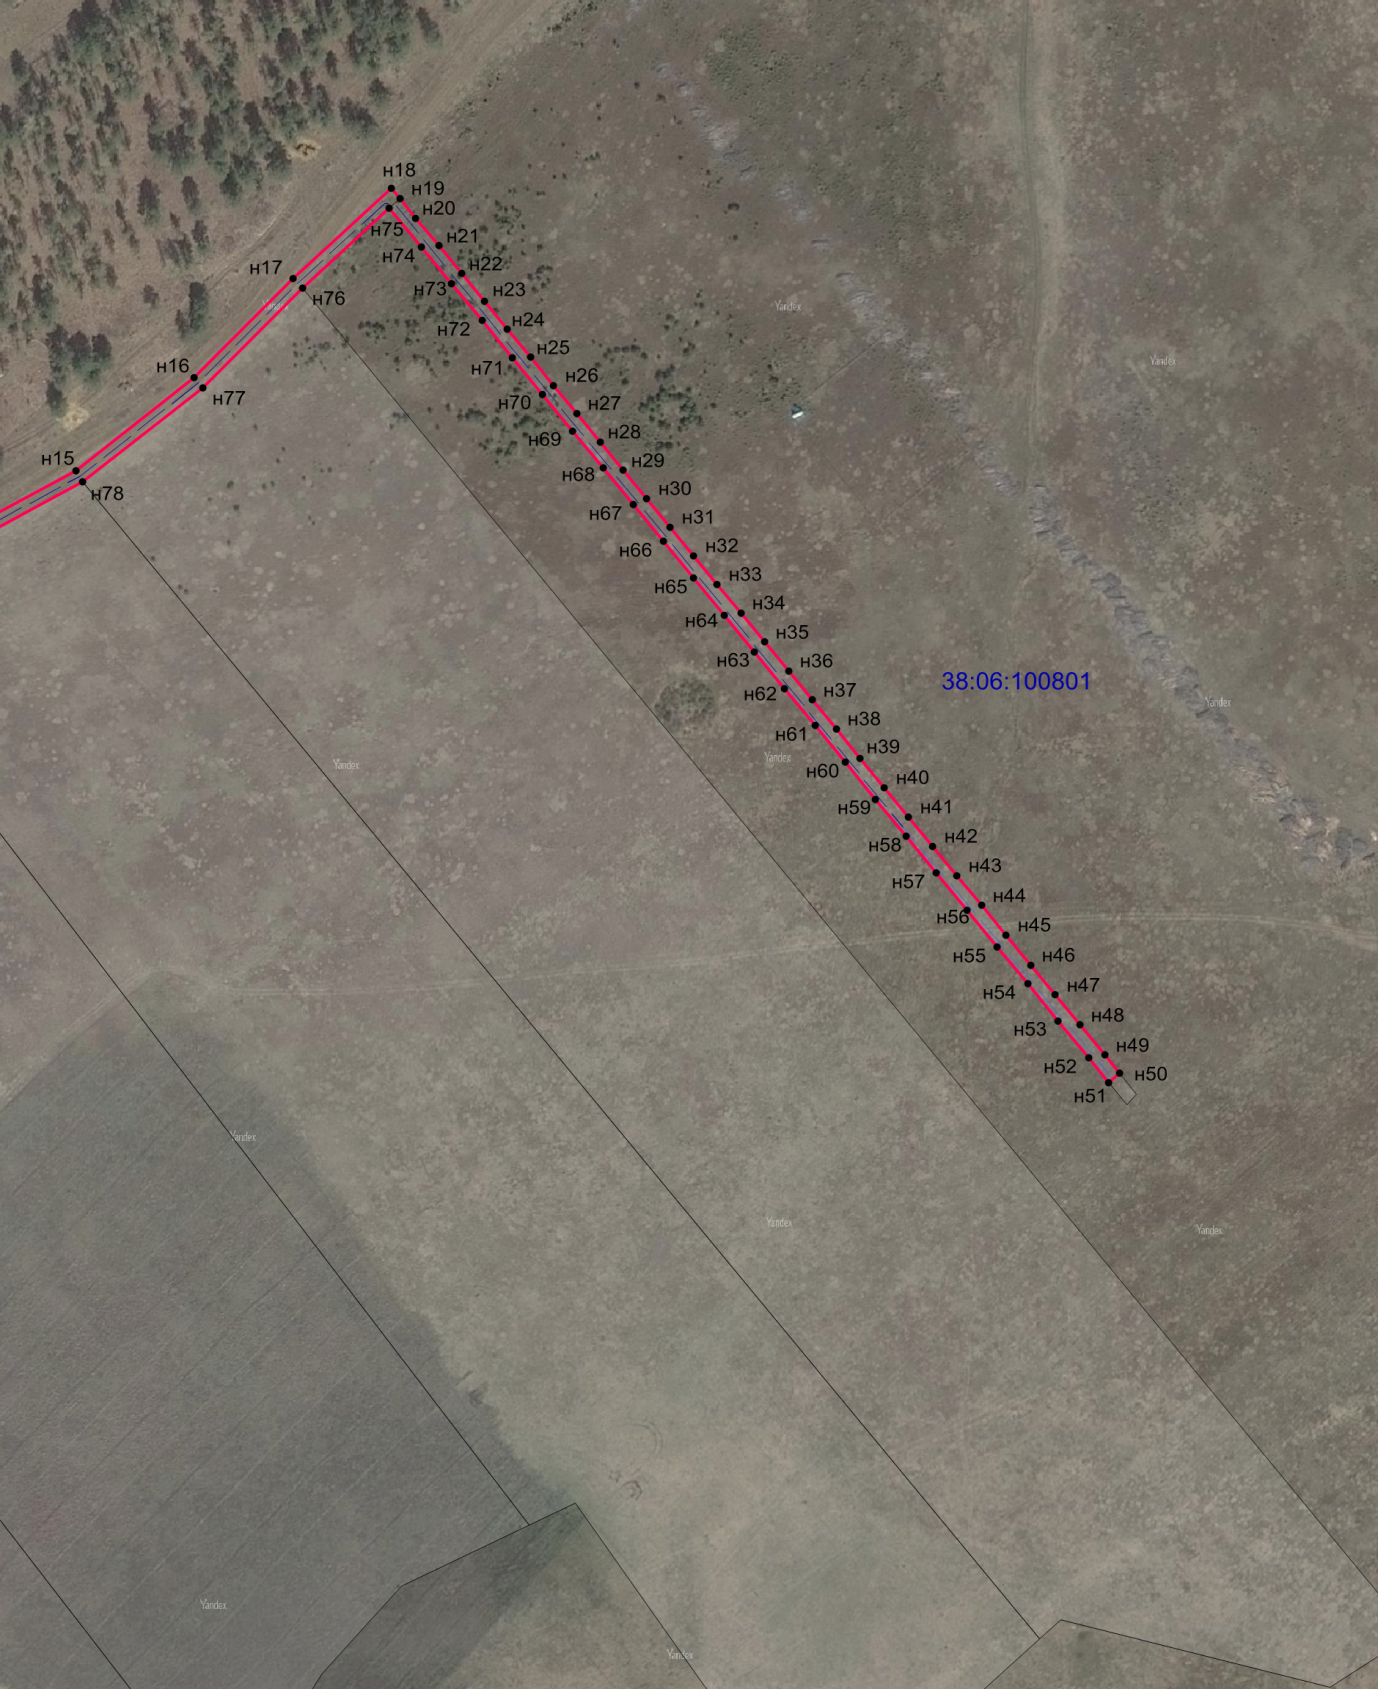 н18
н19
н20
н75
н21
н74
н17
н22
н73
н76
н23
Yandex
Yandex
н24
н72
н25
Yandex
н71
н16
н26
н77
н70
н27
н28
н69
н15
н29
н68
н78
н30
н67
н31
н66
н32
н33
н65
н34
н64
н35
н63
н36
38:06:100801
н62
н37
Yandex
н38
н61
н39
Yandex
Yandex
н60
н40
н59
н41
н42
н58
н43
н57
н44
н56
н45
н55
н46
н47
н54
н48
н53
н49
н52
н50
н51
Yandex
Yandex
Yandex
Yandex
Yandex